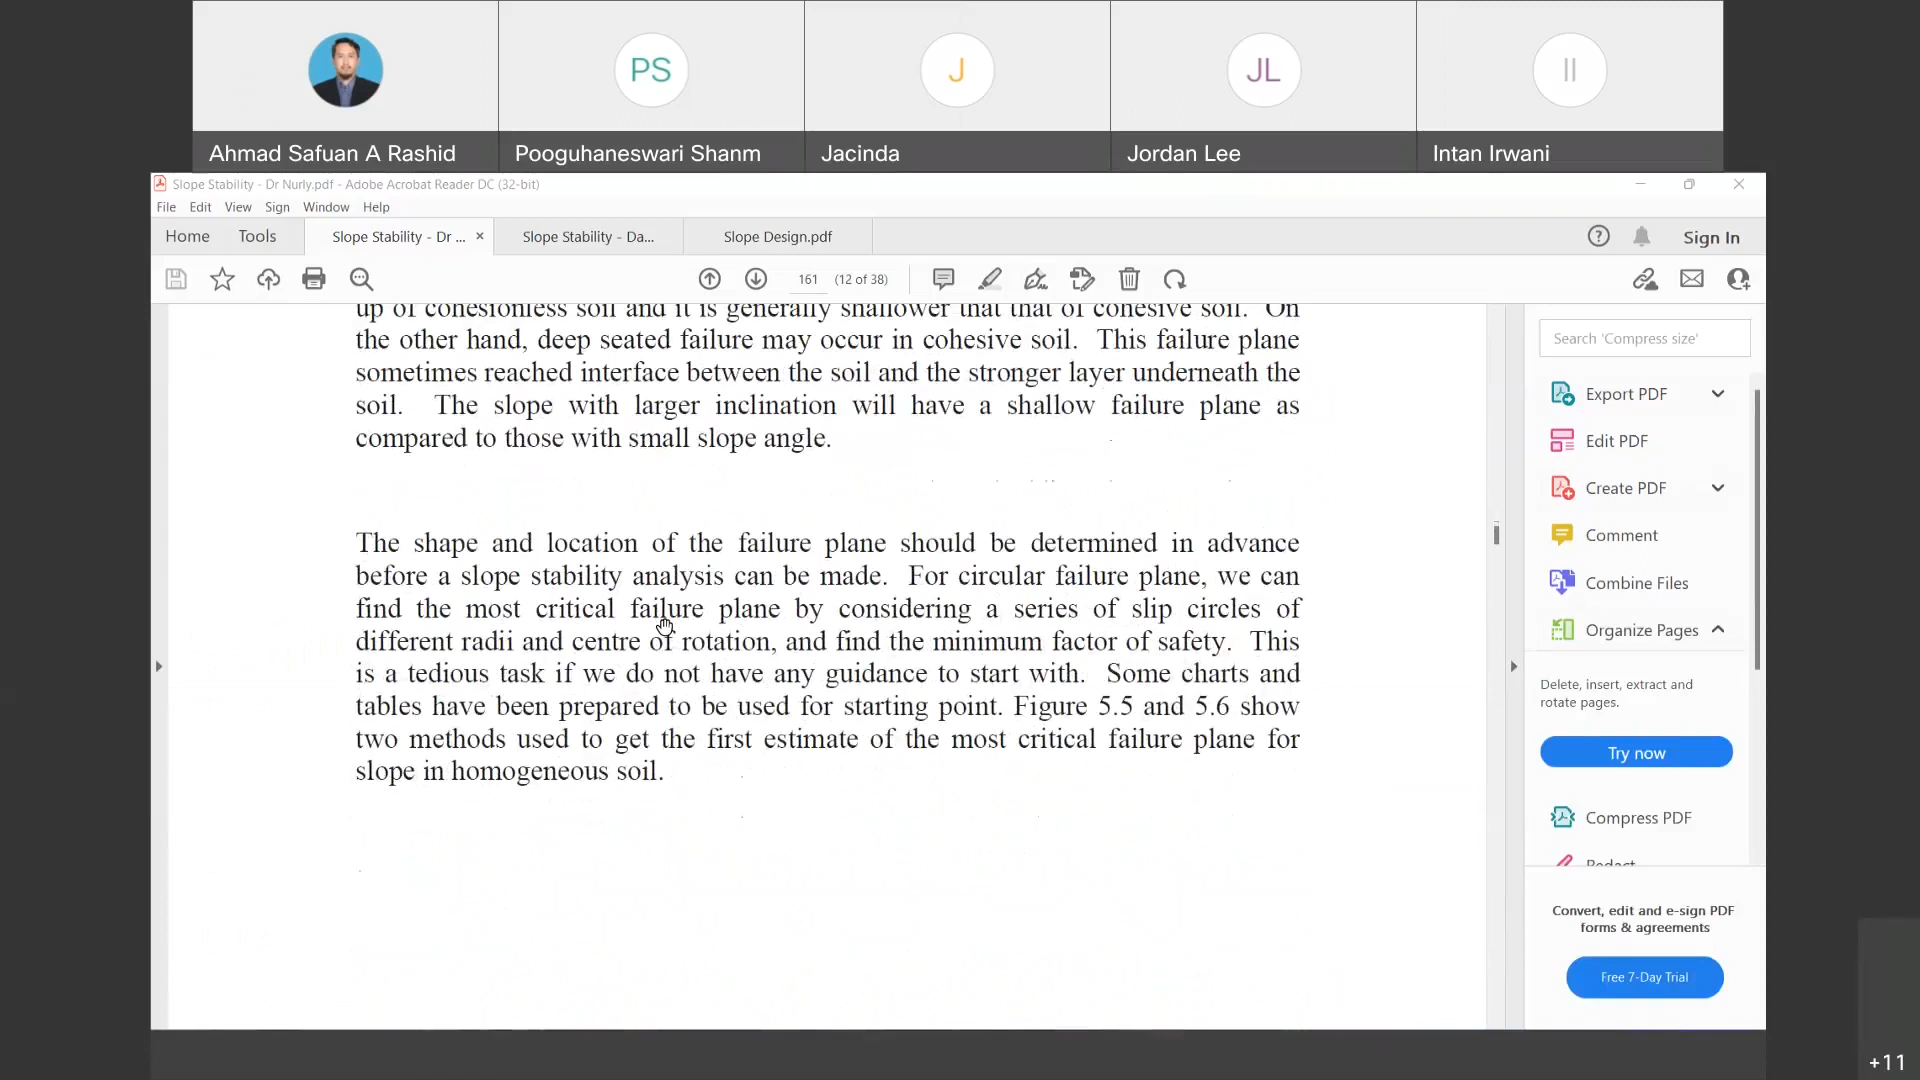 PS
J
JL
II
Ahmad Safuan A Rashid
Pooguhaneswari Shanm
Jacinda
Jordan Lee
Intan Irwani
Slope Stability - Dr Nurly.pdf - Adobe Acrobat Reader DC (32-bit)
File Edit View Sign Window Help
Home Tools Slope Stability - Dr ... × Slope Stability - Da... Slope Design.pdf Sign In
161 (12 of 38)
up of cohesionless soil and it is generally shallower that that of cohesive soil. On
the other hand, deep seated failure may occur in cohesive soil. This failure plane
sometimes reached interface between the soil and the stronger layer underneath the
soil. The slope with larger inclination will have a shallow failure plane as
compared to those with small slope angle.
The shape and location of the failure plane should be determined in advance
before a slope stability analysis can be made. For circular failure plane, we can
find the most critical failure plane by considering a series of slip circles of
different radii and centre of rotation, and find the minimum factor of safety. This
is a tedious task if we do not have any guidance to start with. Some charts and
tables have been prepared to be used for starting point. Figure 5.5 and 5.6 show
two methods used to get the first estimate of the most critical failure plane for
slope in homogeneous soil.
Search 'Compress size'
Export PDF
Edit PDF
Create PDF
Comment
Combine Files
Organize Pages
Delete, insert, extract and
rotate pages.
Try now
Compress PDF
Redact
Convert, edit and e-sign PDF
forms & agreements
Free 7-Day Trial
+11